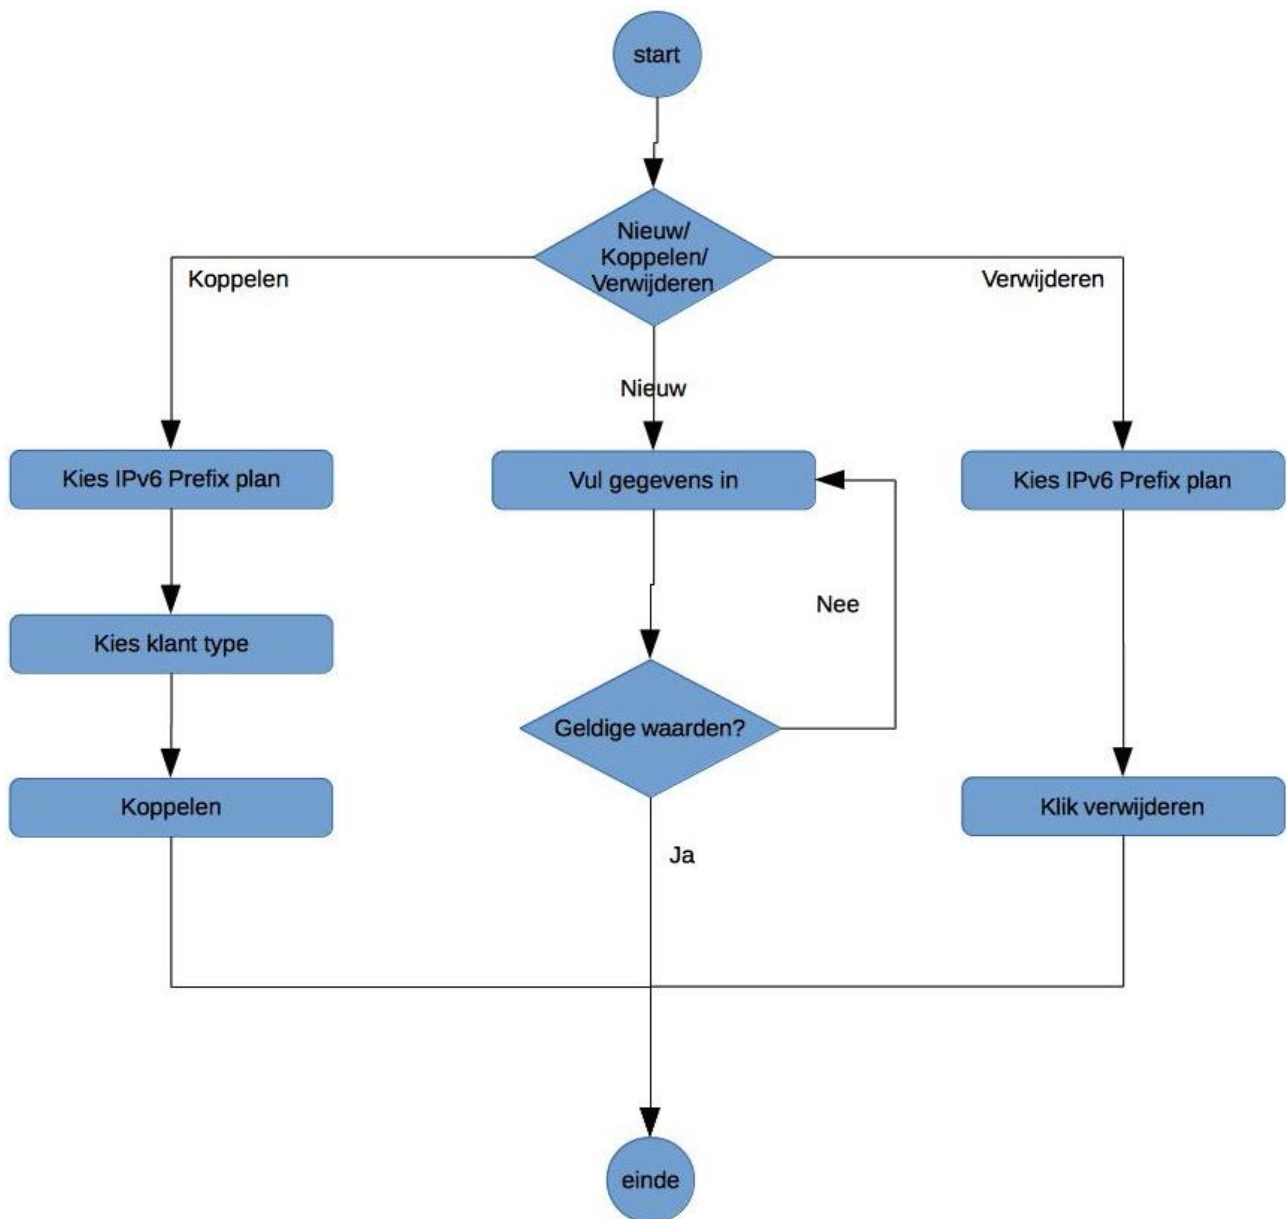 start
Nieuw/
Koppelen/
Verwijderen
Koppelen
Verwijderen
Nieuw
Kies IPv6 Prefix plan
Vul gegevens in
Kies IPv6 Prefix plan
Nee
Kies klant type
Geldige waarden?
Koppelen
Klik verwijderen
Ja
einde